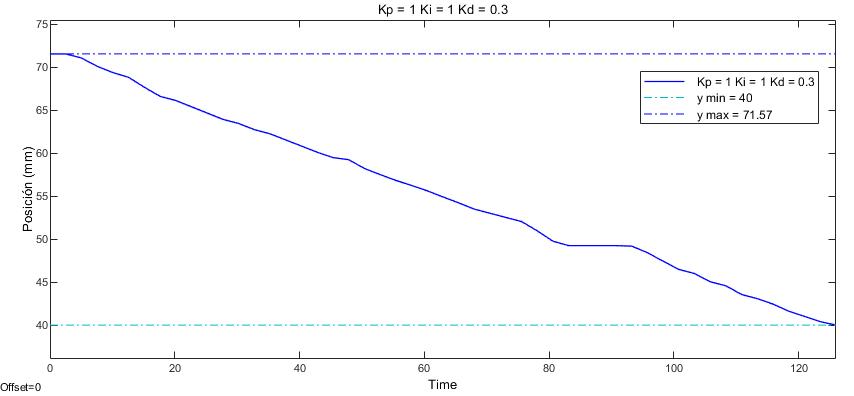 Kp = 1 Ki = 1 Kd = 0.3
75
70
65
60
55
50
45
40
Posición (mm)
Kp = 1 Ki = 1 Kd = 0.3
y min = 40
y max = 71.57
0
20
40
60
80
100
120
Time
Offset=0